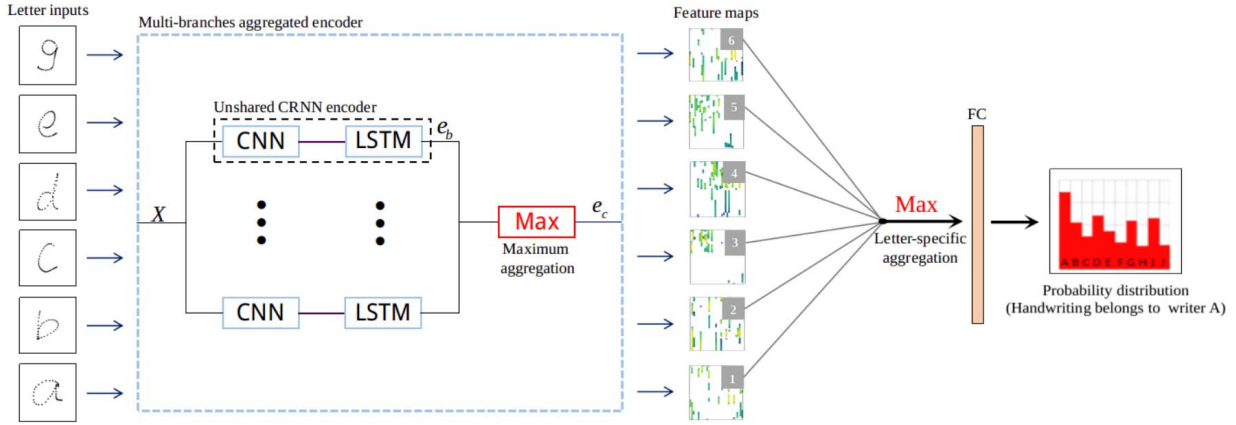 Letter inputs
g
e
d
c
b
a
Multi-branches aggregated encoder
Unshared CRNN encoder
CNN
LSTM
e_b
X
Max
e_c
Maximum
aggregation
CNN
LSTM
Feature maps
6
5
4
3
2
1
Max
Letter-specific
aggregation
FC
A B C D E F G H I J
Probability distribution
(Handwriting belongs to writer A)